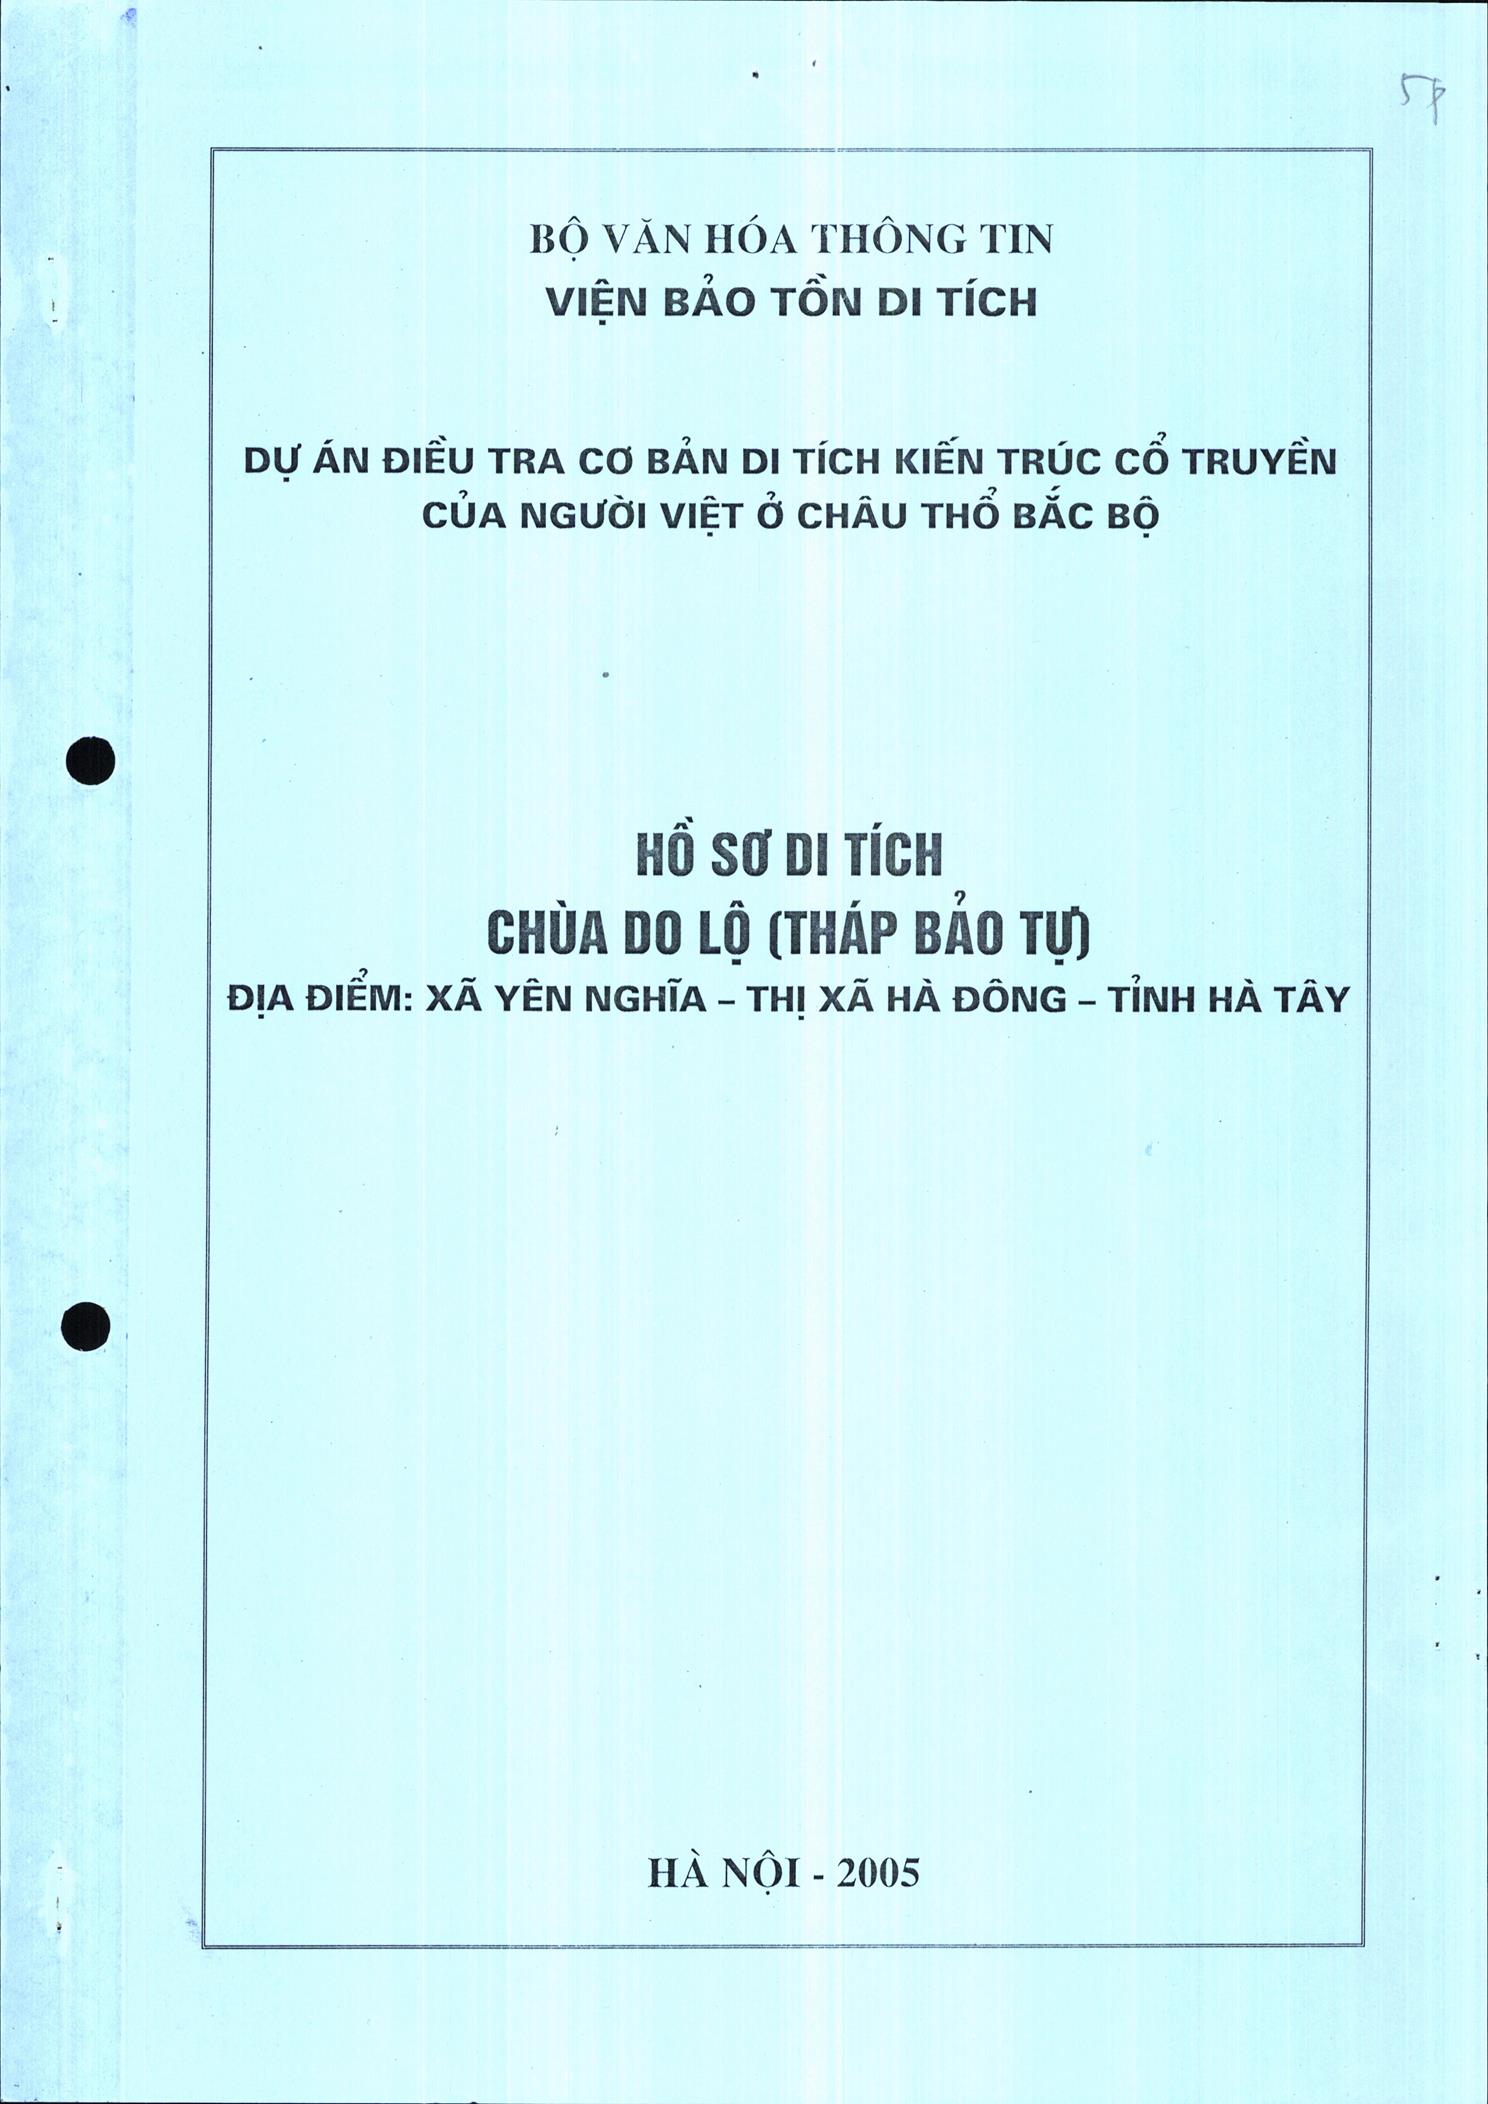 BỘ VĂN HÓA THÔNG TIN
VIỆN BẢO TỒN DI TÍCH
DỰ ÁN ĐIỀU TRA CƠ BẢN DI TÍCH KIẾN TRÚC CỔ TRUYỀN
CỦA NGƯỜI VIỆT Ở CHÂU THỔ BẮC BỘ
HỒ SƠ DI TÍCH
CHÙA DO LỘ (THÁP BẢO TỰ)
ĐỊA ĐIỂM: XÃ YÊN NGHĨA – THỊ XÃ HÀ ĐÔNG – TỈNH HÀ TÂY
HÀ NỘI - 2005